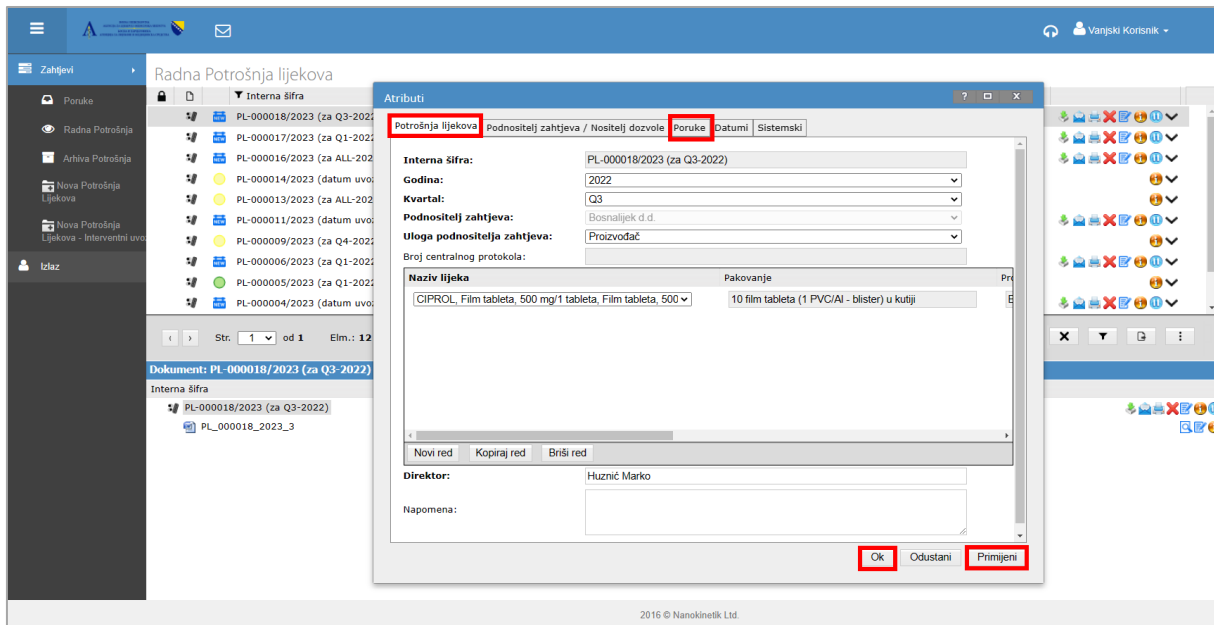 Vanjski Korisnik
Zahtjevi
Poruke
Radna Potrošnja
Arhiva Potrošnja
Nova Potrošnja
Lijekova
Nova Potrošnja
Lijekova - Interventni uvo
Izlaz
Radna Potrošnja lijekova
Interna šifra
PL-000018/2023 (za Q3-2022
PL-000017/2023 (za Q1-2022
PL-000016/2023 (za ALL-202
PL-000014/2023 (datum uvo
PL-000013/2023 (za ALL-202
PL-000011/2023 (datum uvo
PL-000009/2023 (za Q4-2022
PL-000006/2023 (za Q1-2022
PL-000005/2023 (za Q1-2022
PL-000004/2023 (datum uvo
Str. 1 od 1 Elm.: 12
Dokument: PL-000018/2023 (za Q3-2022)
Interna šifra
PL-000018/2023 (za Q3-2022)
PL_000018_2023_3
Atributi
Potrošnja lijekova Podnositelj zahtjeva / Nositelj dozvole Poruke Datumi Sistemski
Interna šifra: PL-000018/2023 (za Q3-2022)
Godina: 2022
Kvartal: Q3
Podnositelj zahtjeva: Bosnalijek d.d.
Uloga podnositelja zahtjeva: Proizvođač
Broj centralnog protokola:
Naziv lijeka Pakovanje Pro
CIPROL, Film tableta, 500 mg/1 tableta, Film tableta, 500 10 film tableta (1 PVC/Al - blister) u kutiji
Novi red Kopiraj red Briši red
Direktor: Huznić Marko
Napomena:
Ok Odustani Primijeni
2016 © Nanokinetik Ltd.